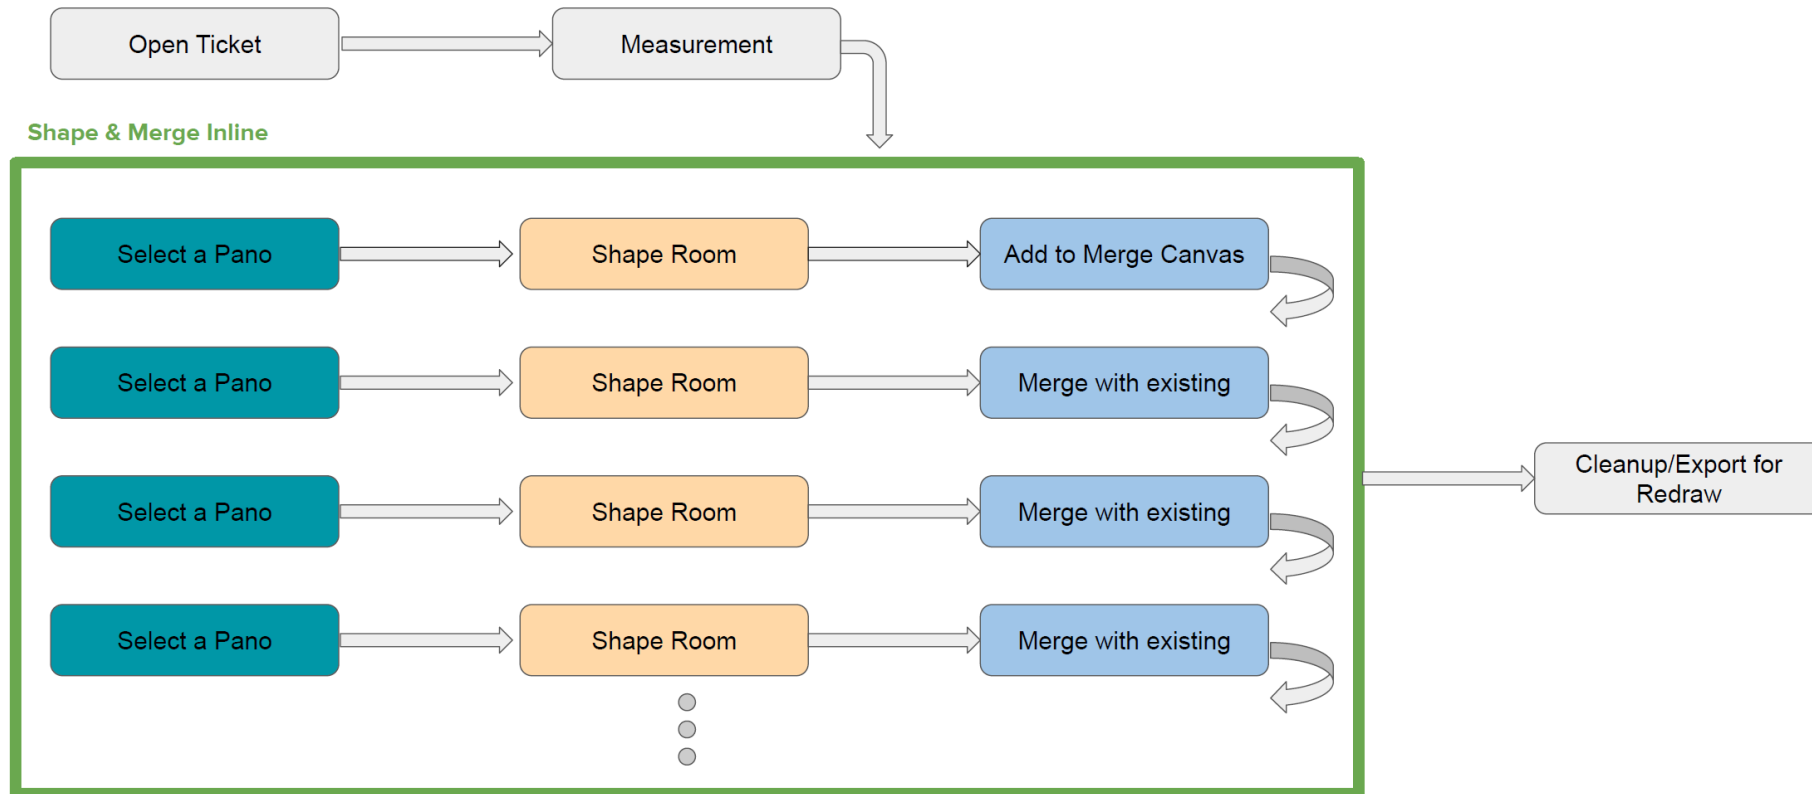 Open Ticket
Measurement
Shape & Merge Inline
Select a Pano
Shape Room
Add to Merge Canvas
Select a Pano
Shape Room
Merge with existing
Select a Pano
Shape Room
Merge with existing
Select a Pano
Shape Room
Merge with existing
Cleanup/Export for
Redraw